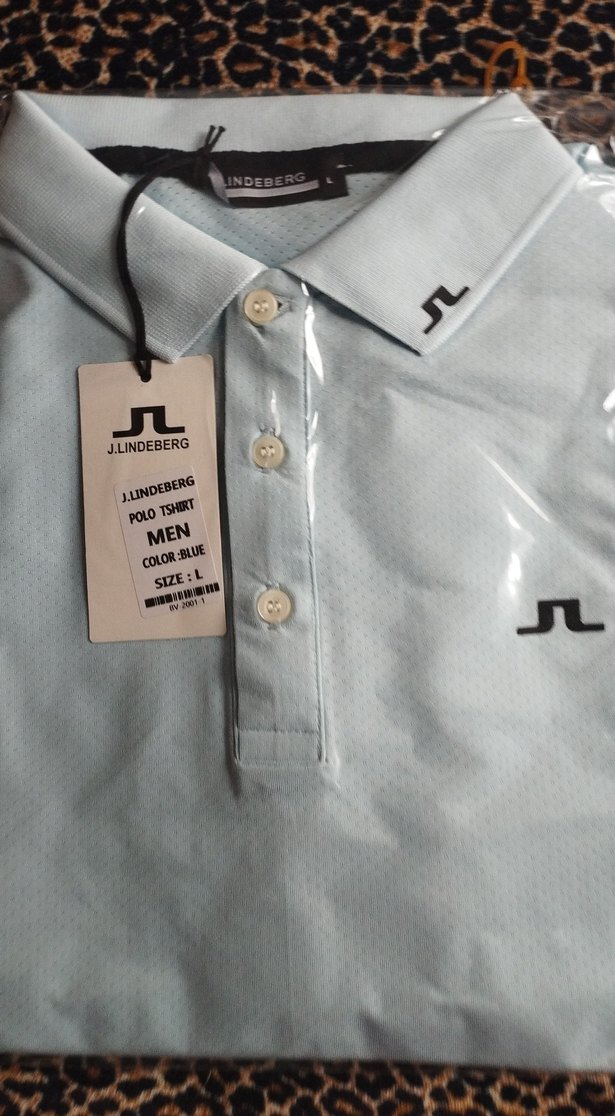 LINDEBERG
L
J.LINDEBERG
J.LINDEBERG
POLO TSHIRT
MEN
COLOR :BLUE
SIZE : L
BV-2001-1